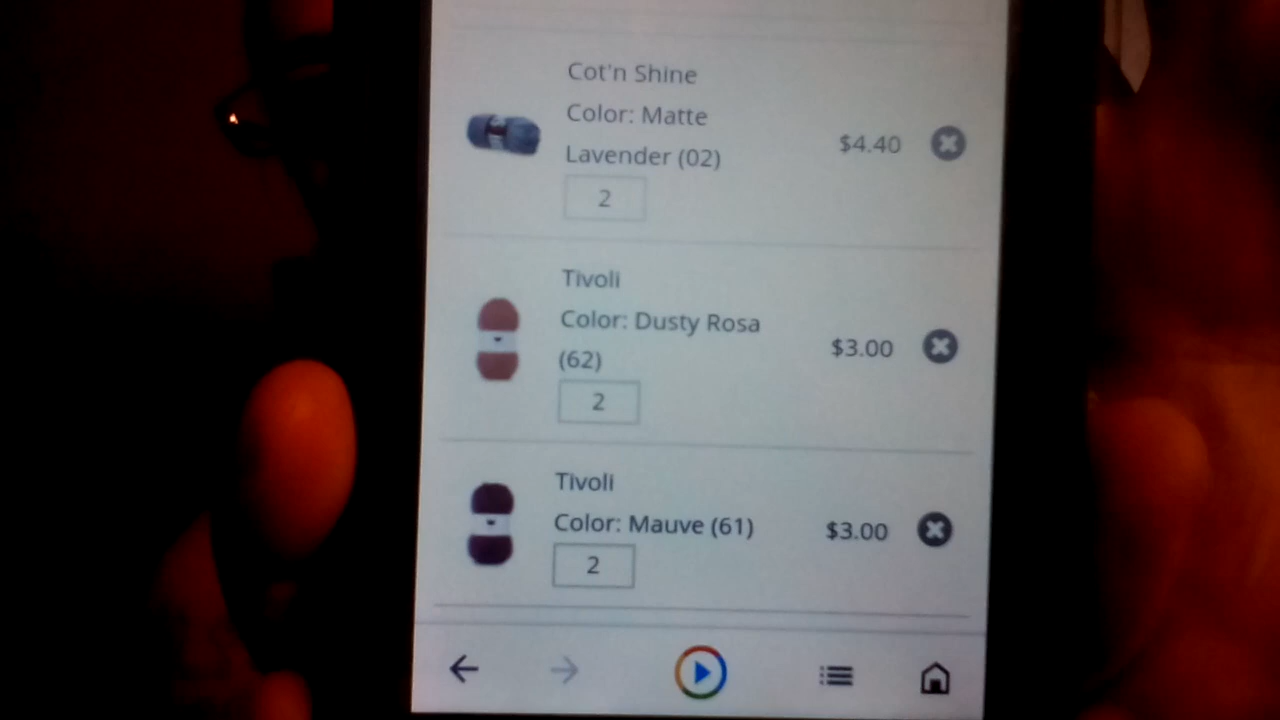 Cot'n Shine
Color: Matte
Lavender (02)
$4.40
2
Tivoli
Color: Dusty Rosa
(62)
$3.00
2
Tivoli
Color: Mauve (61)
$3.00
2